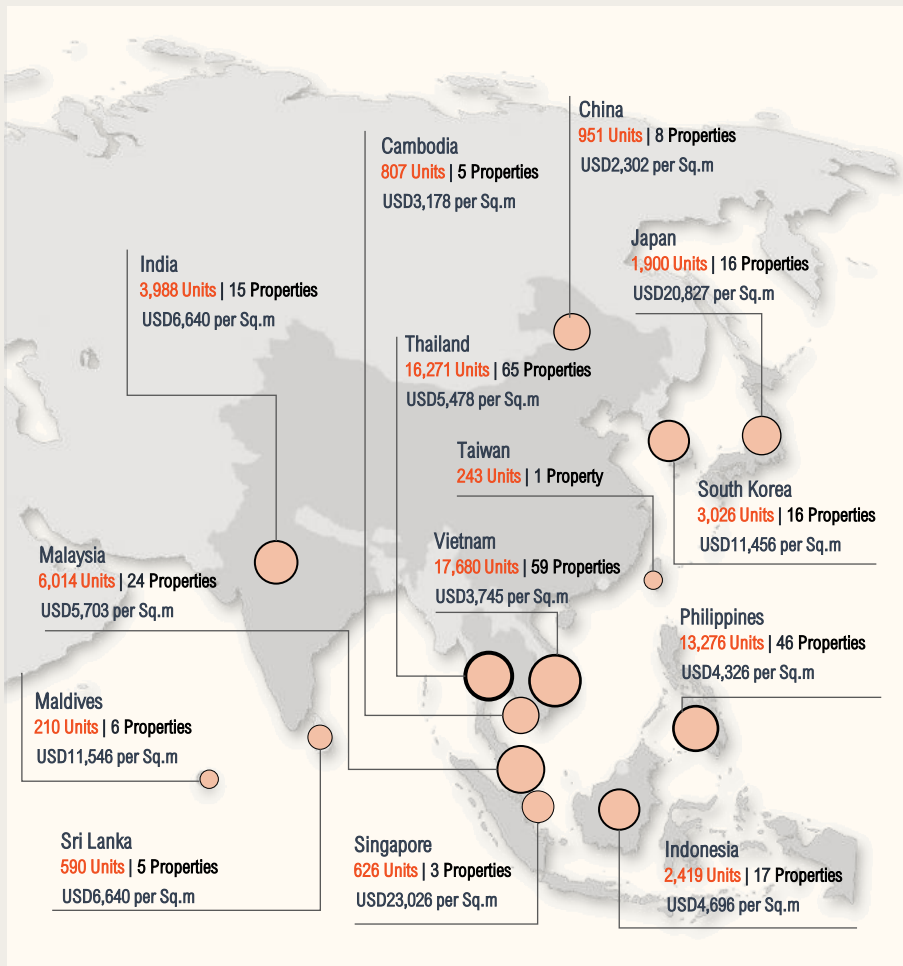 China
951 Units | 8 Properties
USD2,302 per Sq.m
Cambodia
807 Units | 5 Properties
USD3,178 per Sq.m
Japan
1,900 Units | 16 Properties
USD20,827 per Sq.m
India
3,988 Units | 15 Properties
USD6,640 per Sq.m
Thailand
16,271 Units | 65 Properties
USD5,478 per Sq.m
Taiwan
243 Units | 1 Property
South Korea
3,026 Units | 16 Properties
USD11,456 per Sq.m
Vietnam
17,680 Units | 59 Properties
USD3,745 per Sq.m
Malaysia
6,014 Units | 24 Properties
USD5,703 per Sq.m
Philippines
13,276 Units | 46 Properties
USD4,326 per Sq.m
Maldives
210 Units | 6 Properties
USD11,546 per Sq.m
Sri Lanka
590 Units | 5 Properties
USD6,640 per Sq.m
Singapore
626 Units | 3 Properties
USD23,026 per Sq.m
Indonesia
2,419 Units | 17 Properties
USD4,696 per Sq.m